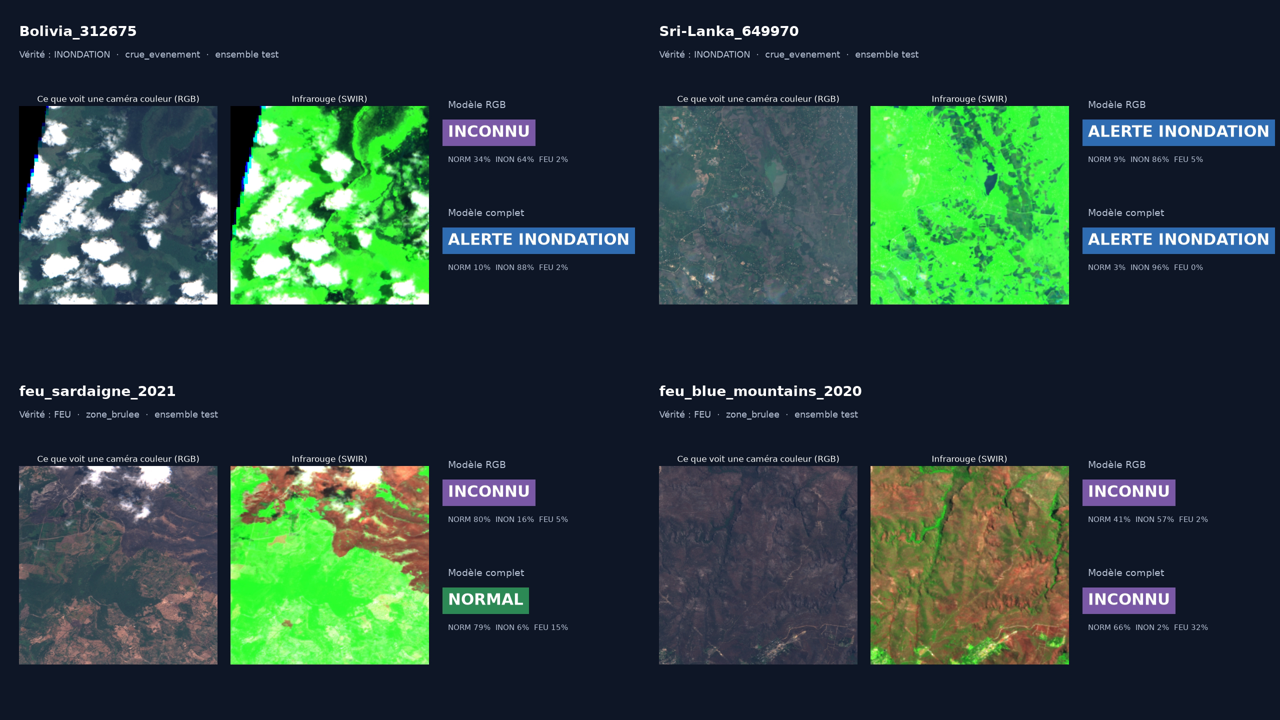 Bolivia_312675
Vérité : INONDATION · crue_evenement · ensemble test
Ce que voit une caméra couleur (RGB)
Infrarouge (SWIR)
Modèle RGB
INCONNU
NORM 34% INON 64% FEU 2%
Modèle complet
ALERTE INONDATION
NORM 10% INON 88% FEU 2%
Sri-Lanka_649970
Vérité : INONDATION · crue_evenement · ensemble test
Ce que voit une caméra couleur (RGB)
Infrarouge (SWIR)
Modèle RGB
ALERTE INONDATION
NORM 9% INON 86% FEU 5%
Modèle complet
ALERTE INONDATION
NORM 3% INON 96% FEU 0%
feu_sardaigne_2021
Vérité : FEU · zone_brulee · ensemble test
Ce que voit une caméra couleur (RGB)
Infrarouge (SWIR)
Modèle RGB
INCONNU
NORM 80% INON 16% FEU 5%
Modèle complet
NORMAL
NORM 79% INON 6% FEU 15%
feu_blue_mountains_2020
Vérité : FEU · zone_brulee · ensemble test
Ce que voit une caméra couleur (RGB)
Infrarouge (SWIR)
Modèle RGB
INCONNU
NORM 41% INON 57% FEU 2%
Modèle complet
INCONNU
NORM 66% INON 2% FEU 32%